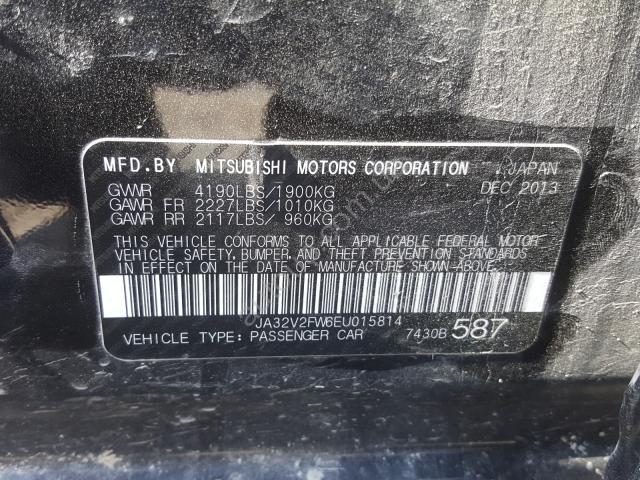 MFD.BY MITSUBISHI MOTORS CORPORATION JAPAN
GVWR 4190LBS/1900KG DEC 2013
GAWR FR 2227LBS/1010KG
GAWR RR 2117LBS/ 960KG
THIS VEHICLE CONFORMS TO ALL APPLICABLE FEDERAL MOTOR
VEHICLE SAFETY, BUMPER, AND THEFT PREVENTION STANDARDS
IN EFFECT ON THE DATE OF MANUFACTURE SHOWN ABOVE.
JA32V2FW6EU015814
VEHICLE TYPE: PASSENGER CAR 7430B 587